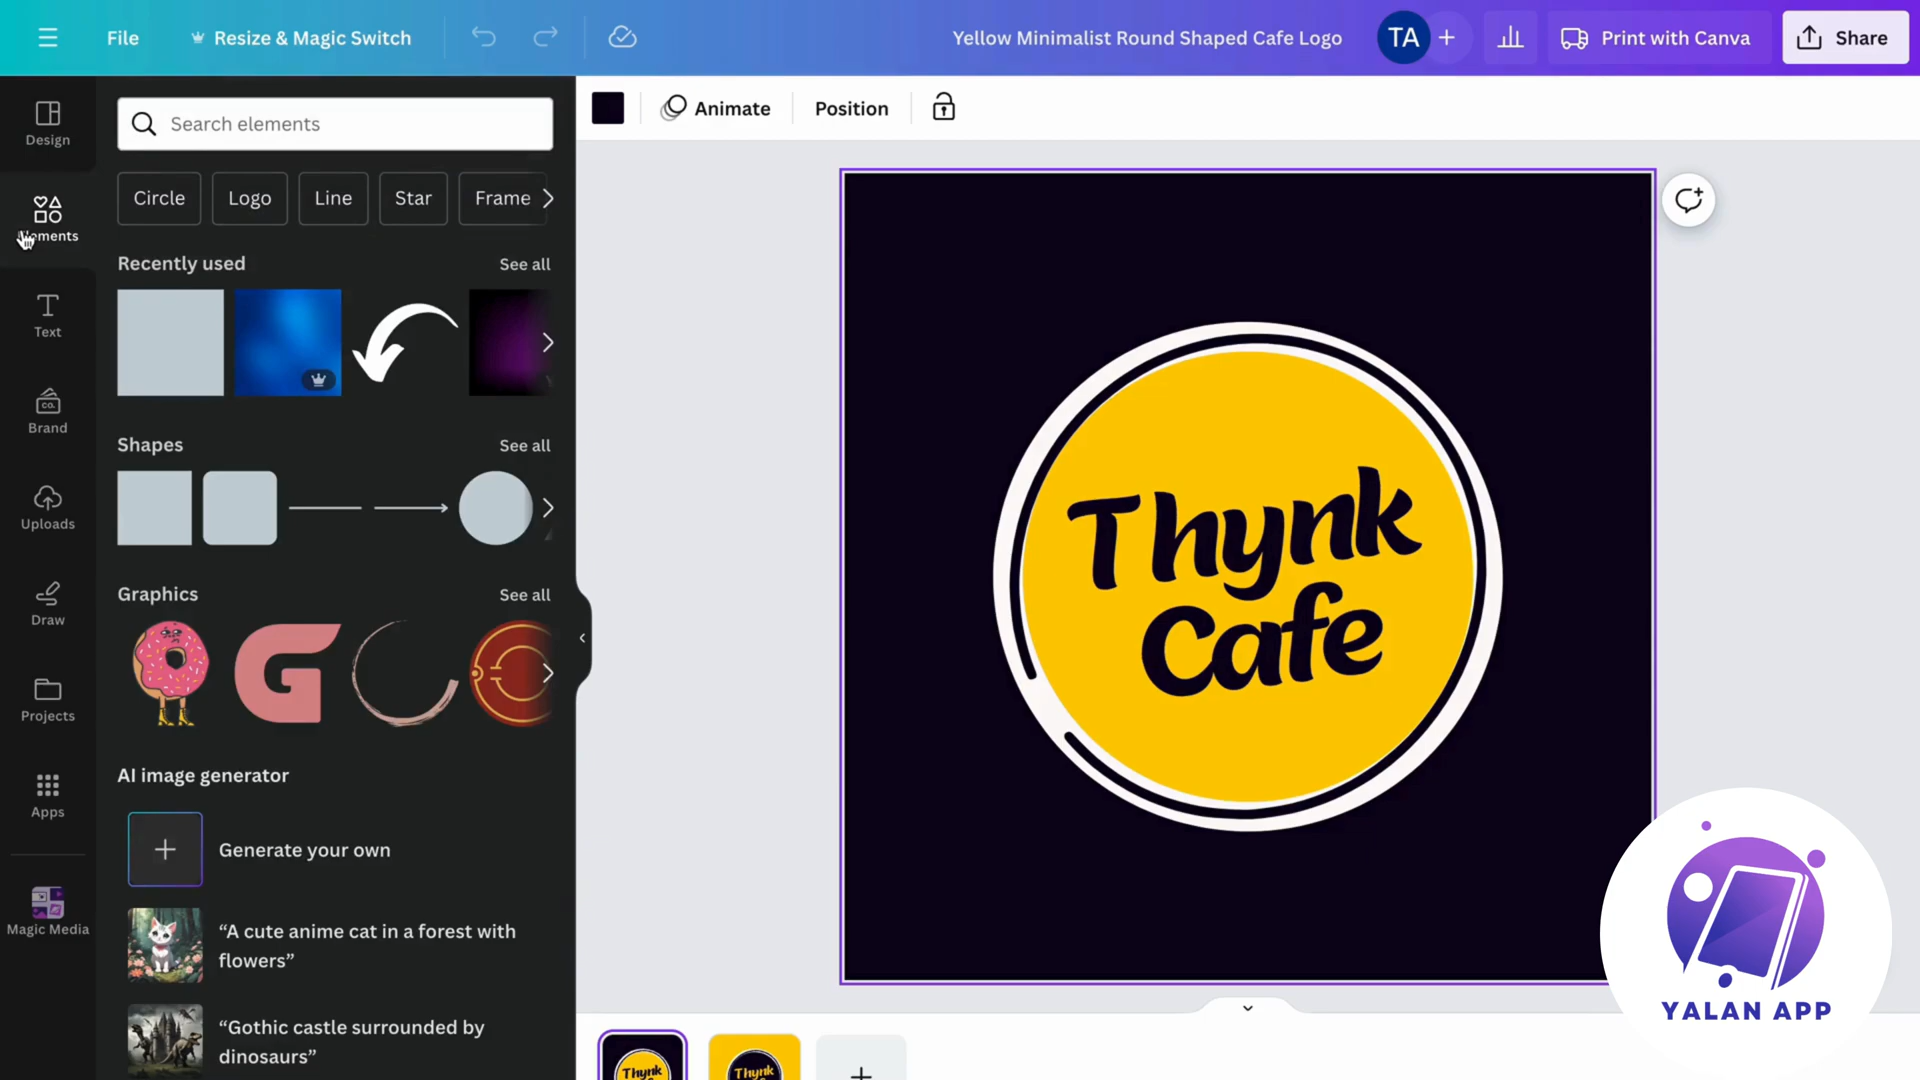 File
Resize & Magic Switch
Yellow Minimalist Round Shaped Cafe Logo
TA
Print with Canva
Share
Design
Elements
Text
Brand
co.
Uploads
Draw
Projects
Apps
Magic Media
Search elements
Circle
Logo
Line
Star
Frame
Recently used
See all
Shapes
See all
Graphics
See all
G
AI image generator
Generate your own
“A cute anime cat in a forest with
flowers”
“Gothic castle surrounded by
dinosaurs”
Animate
Position
Thynk
Cafe
YALAN APP
Thynk
Thynk